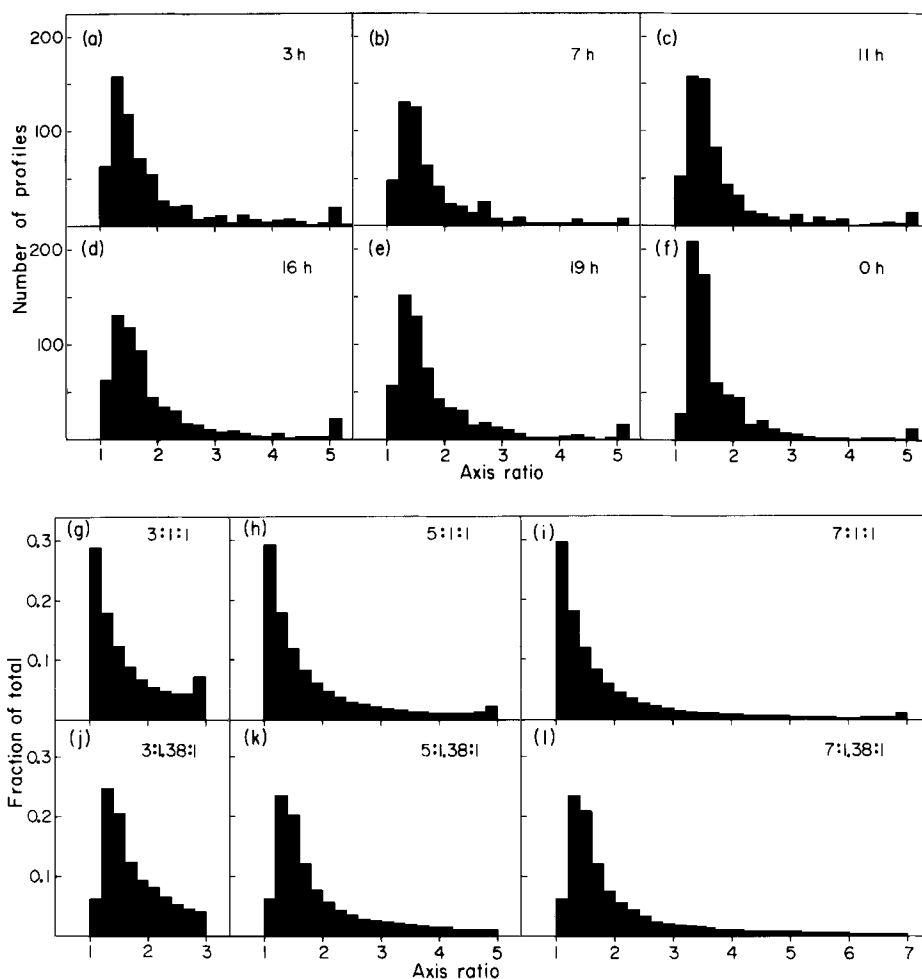 (a) 3 h
(b) 7 h
(c) 11 h
200
100
(d) 16 h
(e) 19 h
(f) 0 h
200
100
Number of profiles
1 2 3 4 5
1 2 3 4 5
1 2 3 4 5
Axis ratio
(g) 3:1:1
(h) 5:1:1
(i) 7:1:1
0.3
0.2
0.1
(j) 3:1.38:1
(k) 5:1.38:1
(l) 7:1.38:1
0.3
0.2
0.1
Fraction of total
1 2 3
1 2 3 4 5
1 2 3 4 5 6 7
Axis ratio